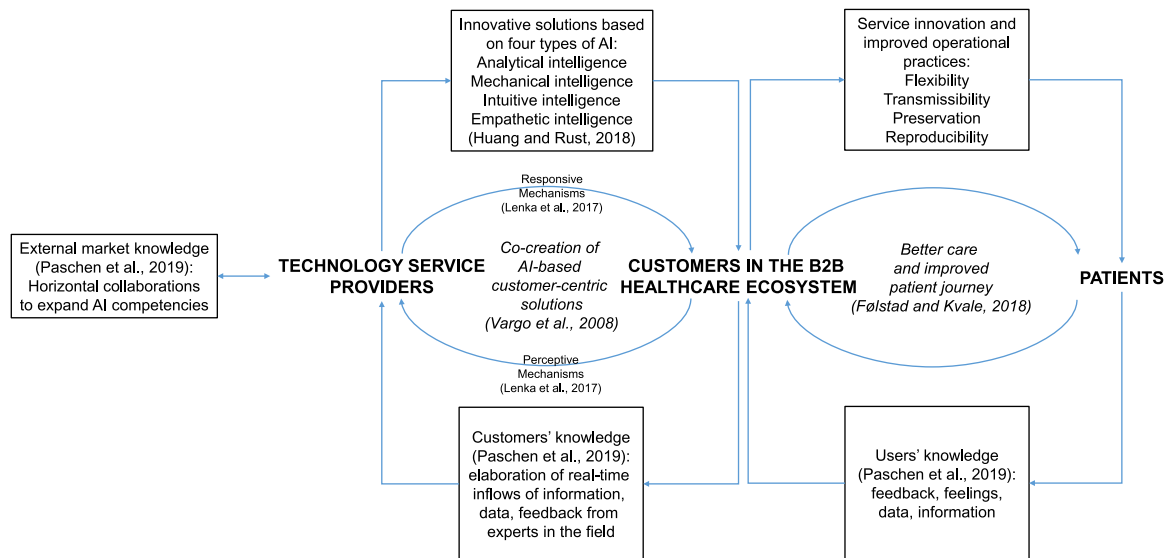 Innovative solutions based
on four types of AI:
Analytical intelligence
Mechanical intelligence
Intuitive intelligence
Empathetic intelligence
(Huang and Rust, 2018)
Service innovation and
improved operational
practices:
Flexibility
Transmissibility
Preservation
Reproducibility
Responsive
Mechanisms
(Lenka et al., 2017)
External market knowledge
(Paschen et al., 2019):
Horizontal collaborations
to expand AI competencies
TECHNOLOGY SERVICE
PROVIDERS
Co-creation of
AI-based
customer-centric
solutions
(Vargo et al., 2008)
CUSTOMERS IN THE B2B
HEALTHCARE ECOSYSTEM
Better care
and improved
patient journey
(Følstad and Kvale, 2018)
PATIENTS
Perceptive
Mechanisms
(Lenka et al., 2017)
Customers’ knowledge
(Paschen et al., 2019):
elaboration of real-time
inflows of information,
data, feedback from
experts in the field
Users’ knowledge
(Paschen et al., 2019):
feedback, feelings,
data, information